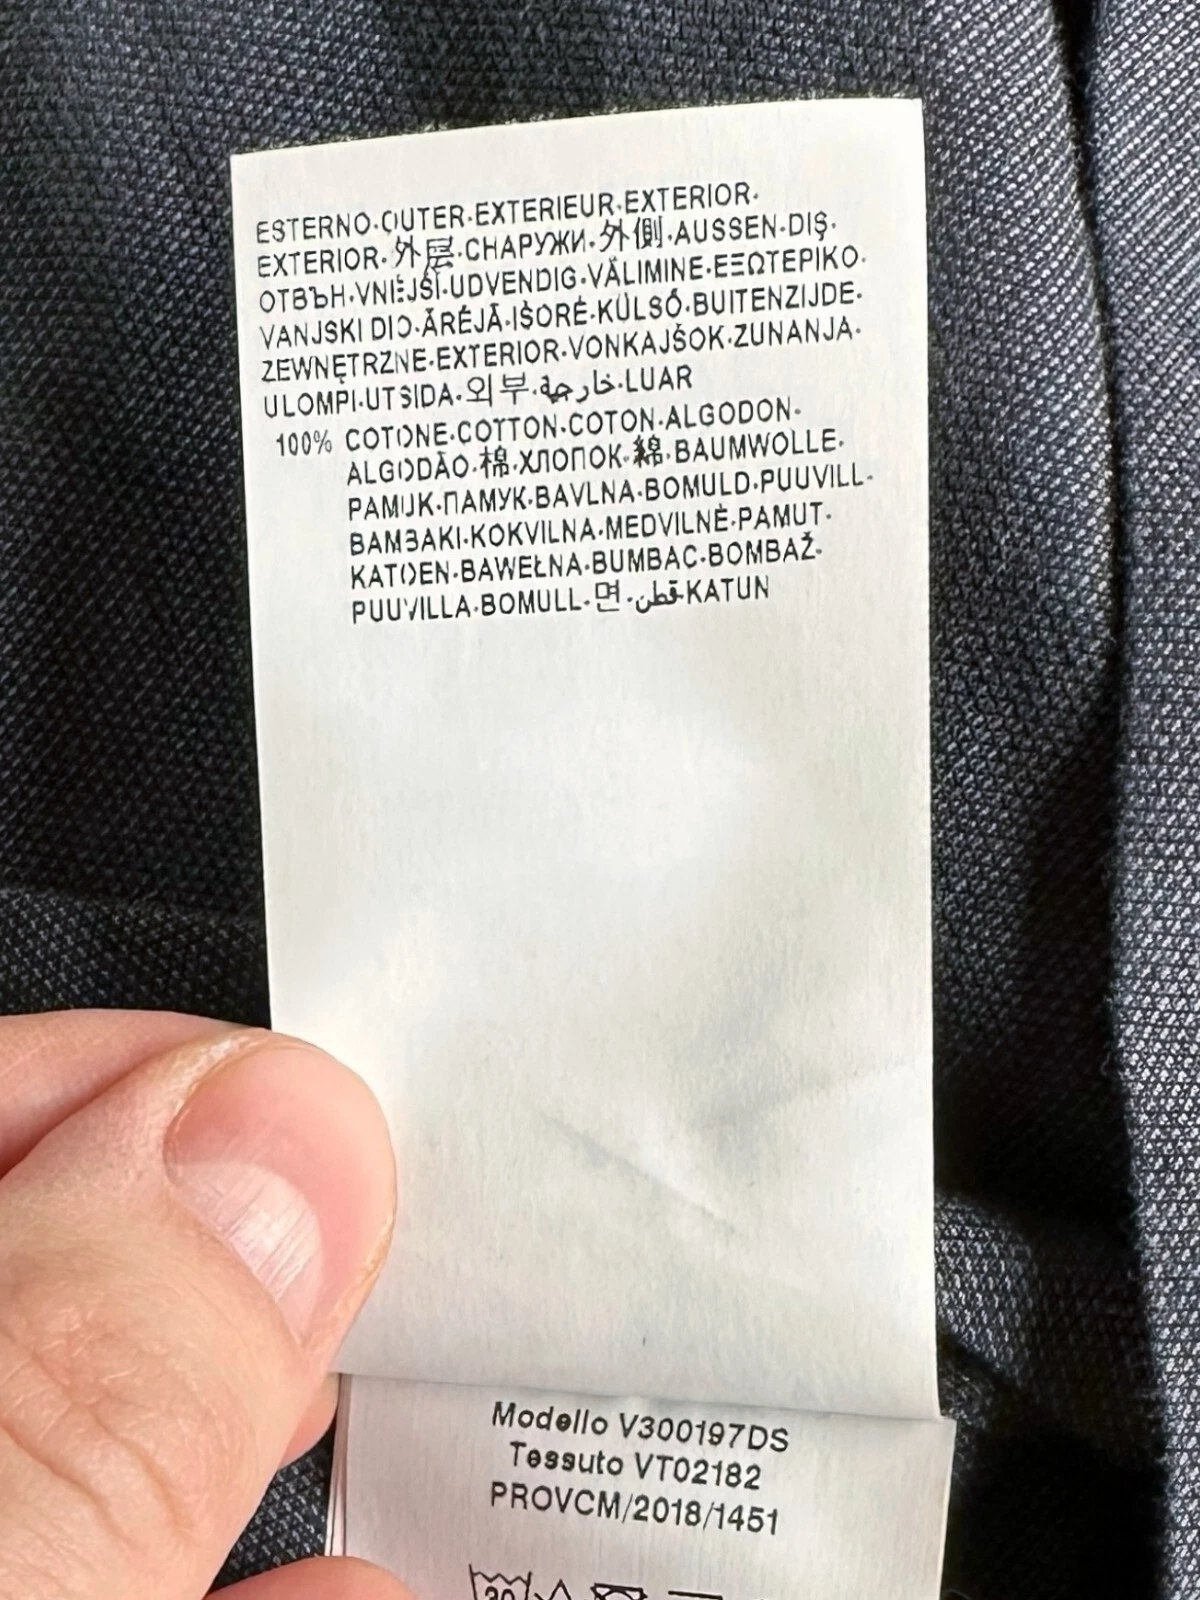 ESTERNO·OUTER·EXTERIEUR·EXTERIOR·
EXTERIOR·外层·СНАРУЖИ·外側·AUSSEN·DIŞ·
ОТВЪН·VNĚJŠÍ·UDVENDIG·VÄLIMINE·ΕΞΩΤΕΡΙΚΟ·
VANJSKI DIO·ĀRĒJĀ·IŠORĖ·KÜLSŐ·BUITENZIJDE·
ZEWNĘTRZNE·EXTERIOR·VONKAJŠOK·ZUNANJA·
ULOMPI·UTSIDA·외부·خارجة·LUAR
100% COTONE·COTTON·COTON·ALGODON·
ALGODÃO·棉·ХЛОПОК·綿·BAUMWOLLE·
PAMUK·ПАМУК·BAVLNA·BOMULD·PUUVILL·
BAMBAKI·KOKVILNA·MEDVILNĖ·PAMUT·
KATOEN·BAWEŁNA·BUMBAC·BOMBAŽ·
PUUVILLA·BOMULL·면·قطن·KATUN
Modello V300197DS
Tessuto VT02182
PROVCM/2018/1451
30